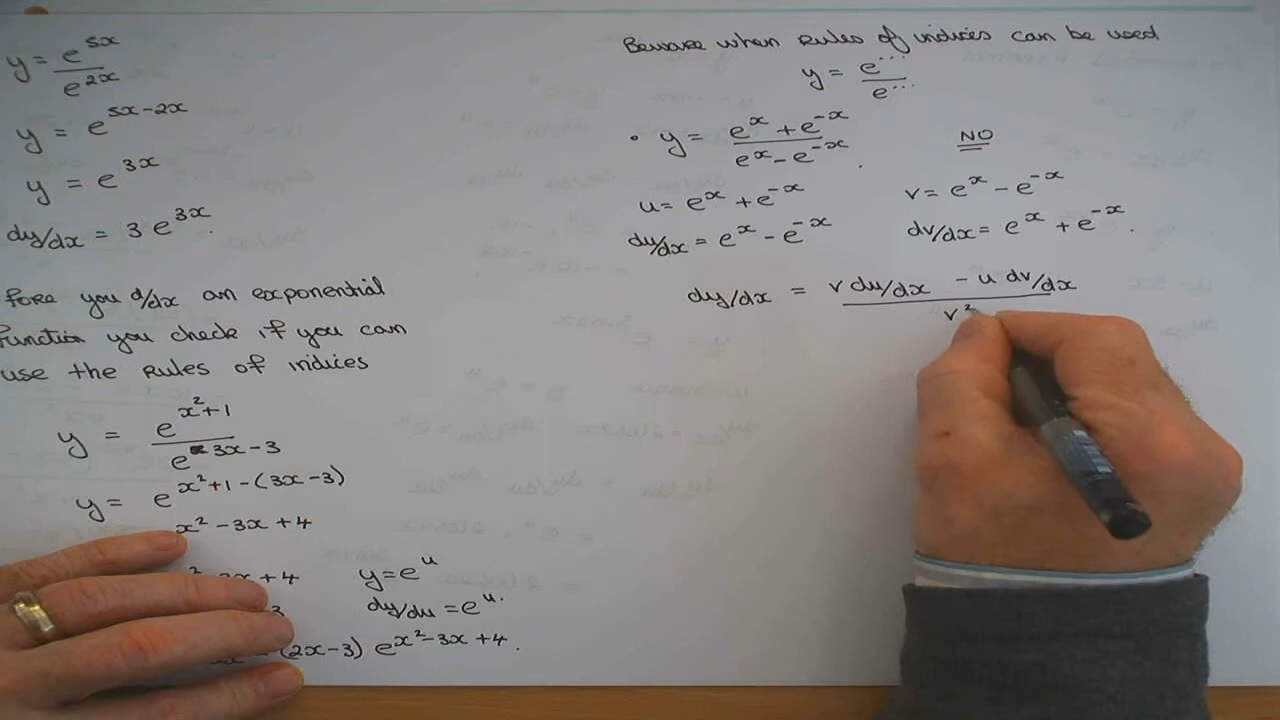 y = e^5x / e^2x
y = e^5x-2x
y = e^3x
dy/dx = 3e^3x.
fore you d/dx an exponential
function you check if you can
use the rules of indices
y = e^x²+1 / e^3x-3
y = e^x²+1-(3x-3)
x²-3x+4
+4
y=e^u
dy/du = e^u.
(2x-3) e^x²-3x+4.
Beware when rules of indices can be used
y = e^... / e^...
• y = e^x + e^-x / e^x - e^-x . NO
u = e^x + e^-x v = e^x - e^-x
du/dx = e^x - e^-x dv/dx = e^x + e^-x.
dy/dx = v du/dx - u dv/dx / v²